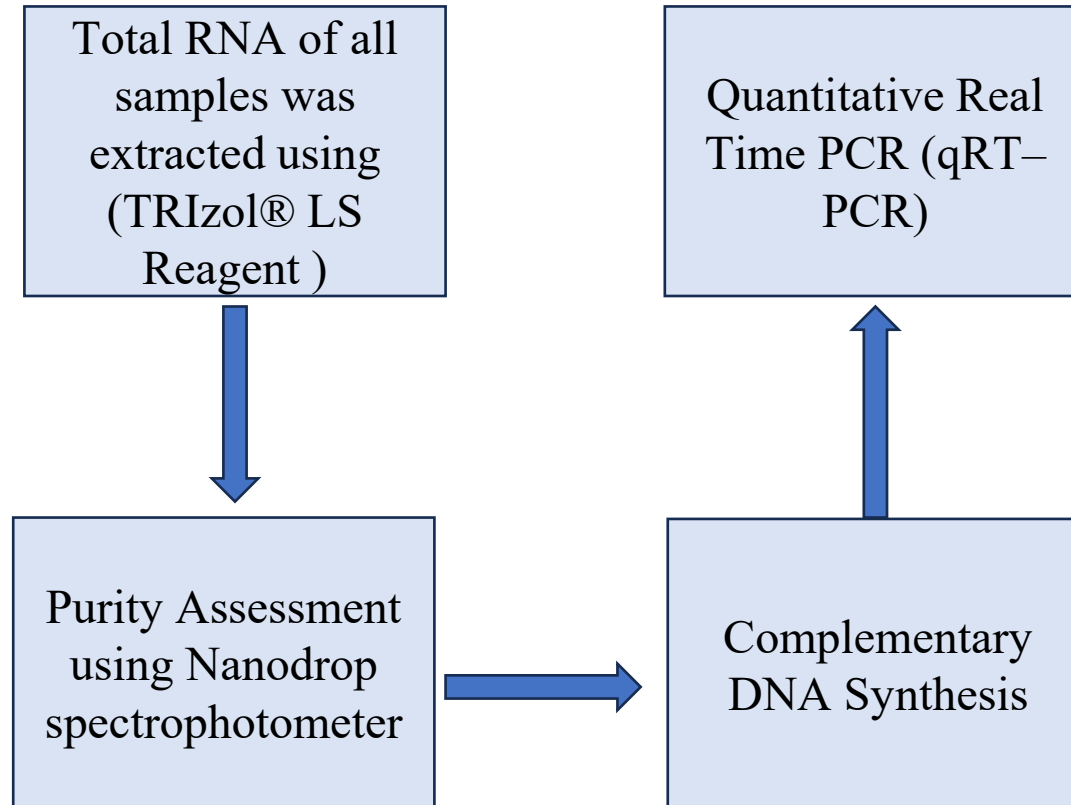 Total RNA of all
samples was
extracted using
(TRIzol® LS
Reagent )
Purity Assessment
using Nanodrop
spectrophotometer
Complementary
DNA Synthesis
Quantitative Real
Time PCR (qRT–
PCR)